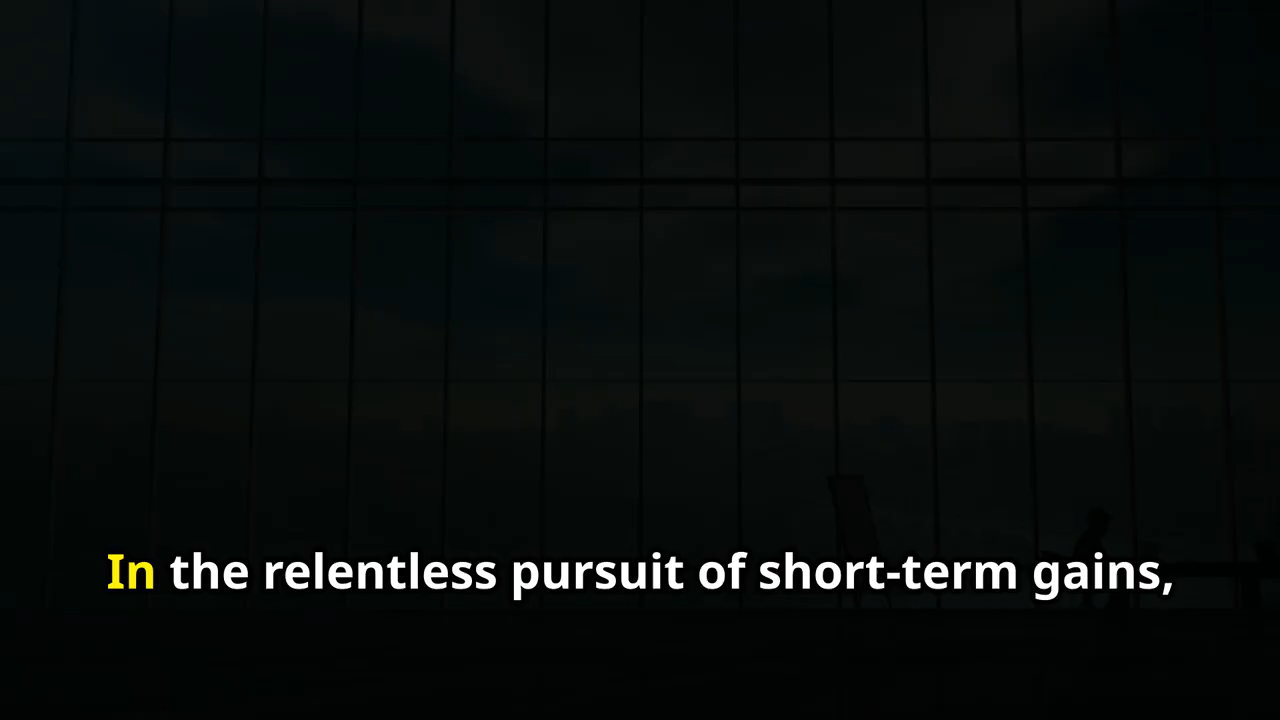 In the relentless pursuit of short-term gains,